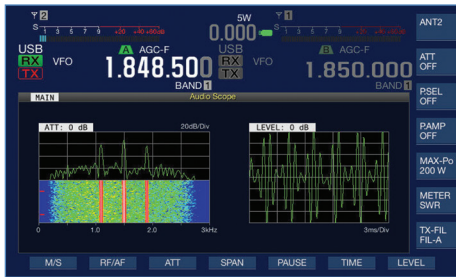 2
1
S 1 3 5 7 9 +20 +40 +60dB
5W
S 1 3 5 7 9 +20 +40 +60dB
0.000
USB
A AGC-F
USB
B AGC-F
RX
VFO
1.848.500
RX
VFO
1.850.000
TX
TX
BAND 1
BAND 1
MAIN
Audio Scope
ATT: 0 dB
20dB/Div
LEVEL: 0 dB
0
1.0
2.0
3kHz
3ms/Div
ANT2
ATT
OFF
P.SEL
OFF
P.AMP
OFF
MAX-Po
200 W
METER
SWR
TX-FIL
FIL-A
M/S
RF/AF
ATT
SPAN
PAUSE
TIME
LEVEL